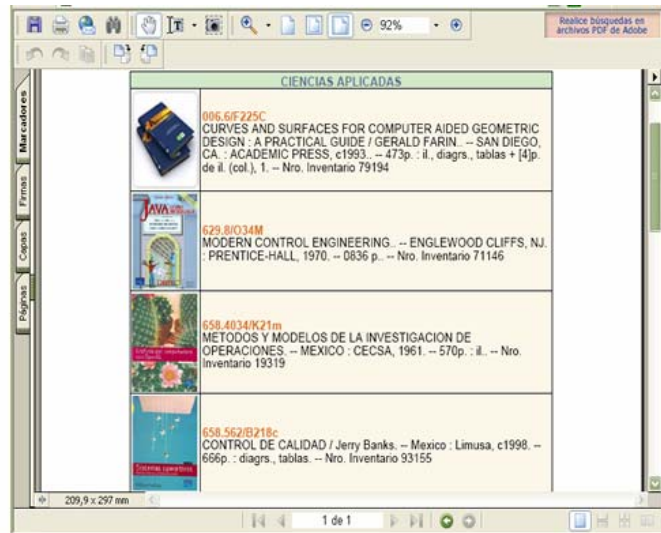 92%
Realice búsquedas en
archivos PDF de Adobe
Marcadores
Firmas
Capas
Páginas
CIENCIAS APLICADAS
006.6/F225C
CURVES AND SURFACES FOR COMPUTER AIDED GEOMETRIC
DESIGN : A PRACTICAL GUIDE / GERALD FARIN.. -- SAN DIEGO,
CA. : ACADEMIC PRESS, c1993.. -- 473p. : il., diagrs., tablas + [4]p.
de il. (col.), 1. -- Nro. Inventario 79194
JAVA
629.8/O34M
MODERN CONTROL ENGINEERING.. -- ENGLEWOOD CLIFFS, NJ.
: PRENTICE-HALL, 1970. -- 0836 p.. -- Nro. Inventario 71146
658.4034/K21m
METODOS Y MODELOS DE LA INVESTIGACION DE
OPERACIONES. -- MEXICO : CECSA, 1961. -- 570p. : il.. -- Nro.
Inventario 19319
658.562/B218c
CONTROL DE CALIDAD / Jerry Banks. -- Mexico : Limusa, c1998. --
666p. : diagrs., tablas. -- Nro. Inventario 93155
Sistemas operativos
209,9 x 297 mm
1 de 1